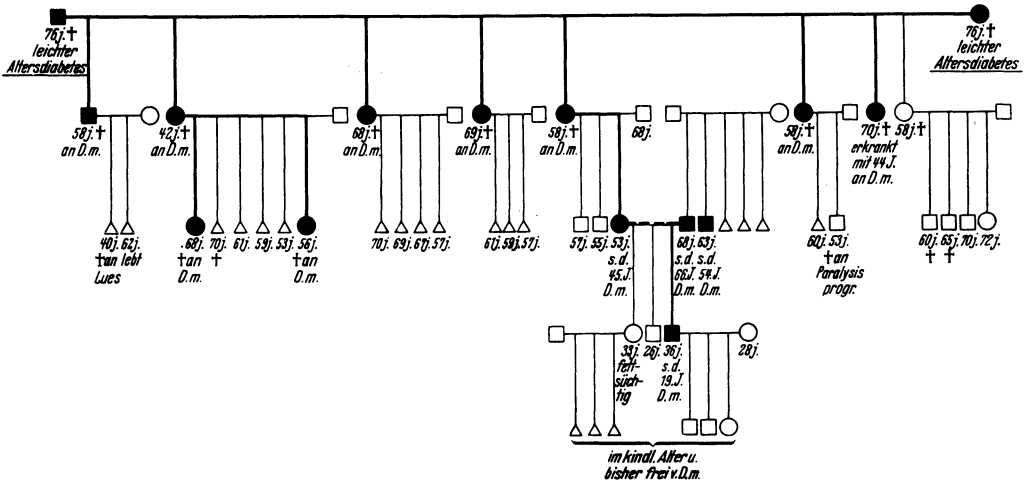 76j.† 76j.†
leichter leichter
Altersdiabetes Altersdiabetes
58j.† 42j.† 68j.† 69j.† 58j.† 68j. 58j.† 70j.† 58j.†
an D.m. an D.m. an D.m. an D.m. an D.m. an D.m. erkrankt
mit 44 J.
an D.m.
40j. 62j. 68j. 70j. 61j. 59j. 53j. 56j. 70j. 69j. 61j. 57j. 61j. 59j. 57j. 57j. 55j. 53j. 68j. 63j. 60j. 53j. 60j. 65j. 70j. 72j.
†an lebt †an † †an s.d. s.d. s.d. †an † †
Lues D.m. D.m. 45.J. 66.J. 54.J. Paralysis
D.m. D.m. D.m. progr.
33j. 26j. 36j. 28j.
fett- s.d.
süch- 19.J.
tig D.m.
im kindl. Alter u.
bisher frei v. D.m.